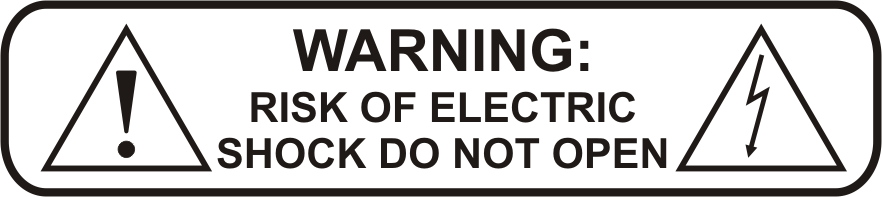 WARNING:
RISK OF ELECTRIC
SHOCK DO NOT OPEN